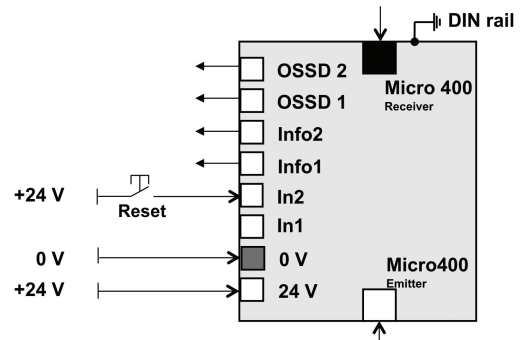 DIN rail
OSSD 2
Micro 400
Receiver
OSSD 1
Info2
Info1
+24 V
Reset
In2
In1
0 V
0 V
Micro400
Emitter
+24 V
24 V